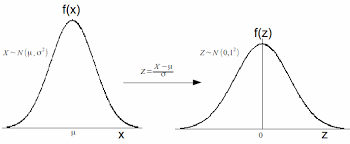 f(x)
X ~ N(μ, σ²)
μ
x
Z = X − μ / σ
f(z)
Z ~ N(0,1²)
0
z